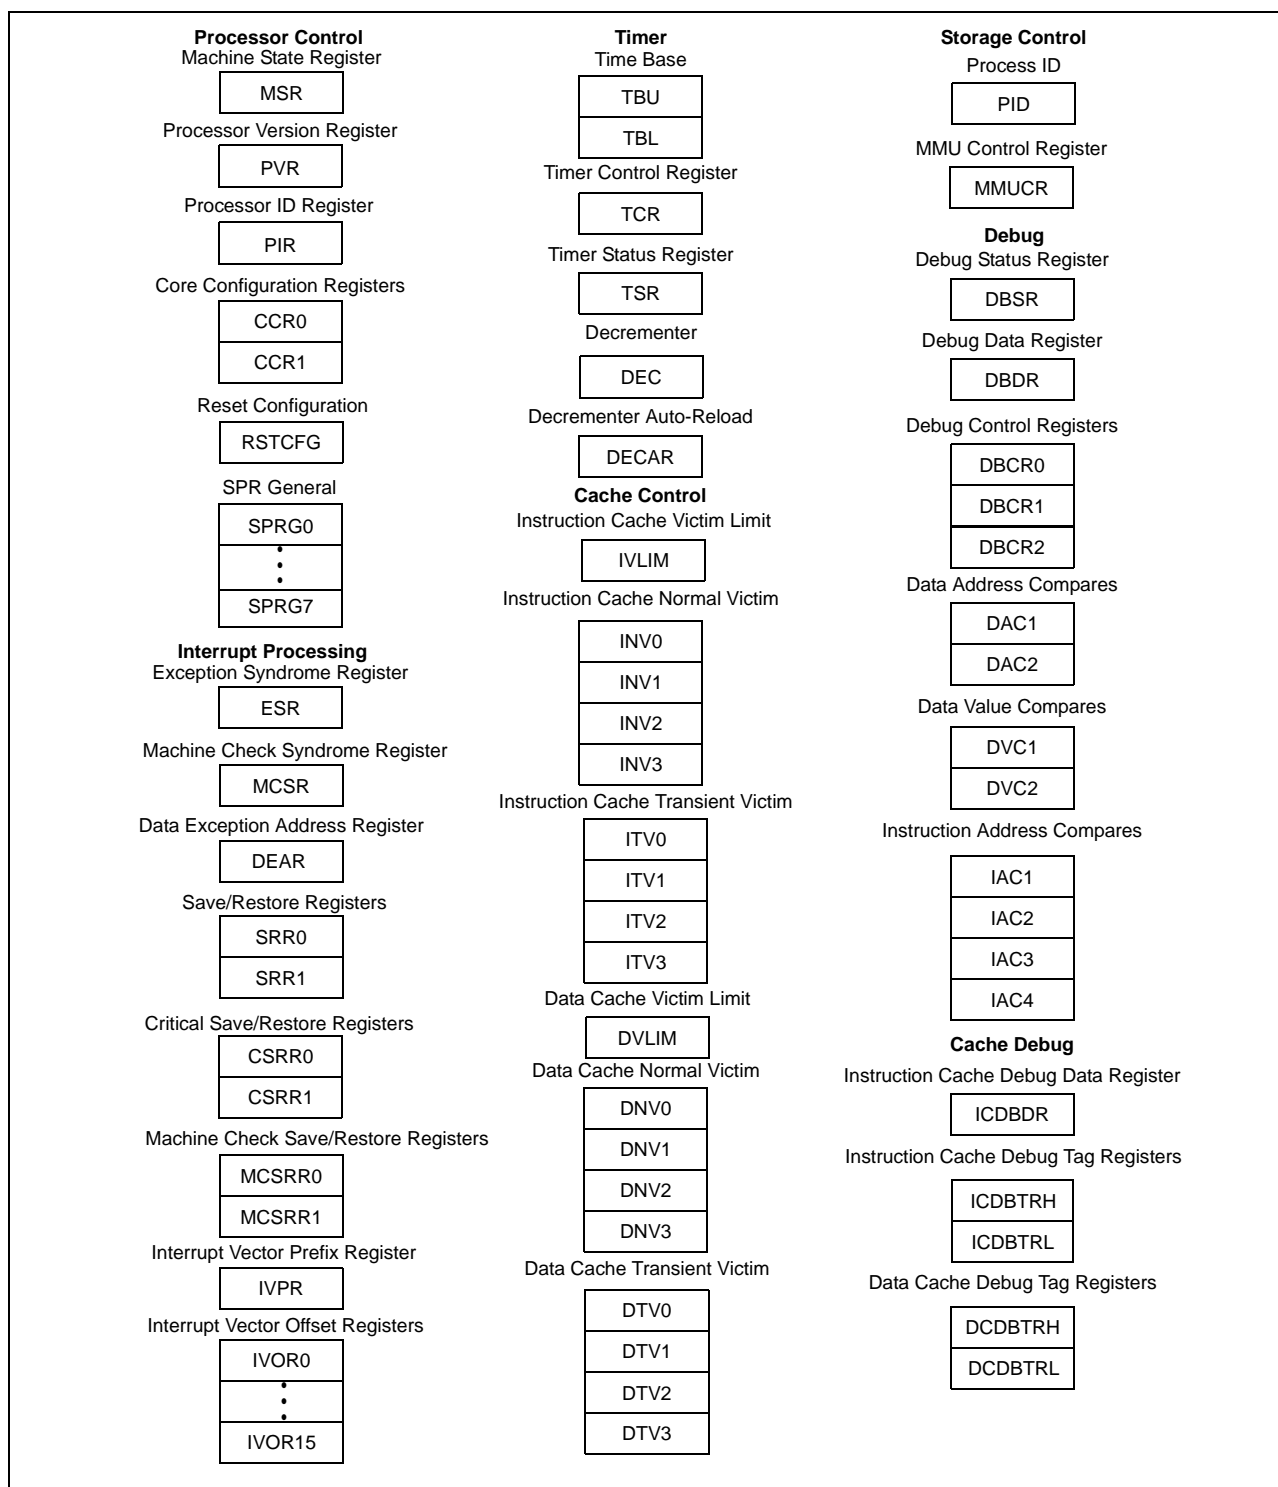 Processor Control
Machine State Register
MSR
Processor Version Register
PVR
Processor ID Register
PIR
Core Configuration Registers
CCR0
CCR1
Reset Configuration
RSTCFG
SPR General
SPRG0
SPRG7
Interrupt Processing
Exception Syndrome Register
ESR
Machine Check Syndrome Register
MCSR
Data Exception Address Register
DEAR
Save/Restore Registers
SRR0
SRR1
Critical Save/Restore Registers
CSRR0
CSRR1
Machine Check Save/Restore Registers
MCSRR0
MCSRR1
Interrupt Vector Prefix Register
IVPR
Interrupt Vector Offset Registers
IVOR0
IVOR15
Timer
Time Base
TBU
TBL
Timer Control Register
TCR
Timer Status Register
TSR
Decrementer
DEC
Decrementer Auto-Reload
DECAR
Cache Control
Instruction Cache Victim Limit
IVLIM
Instruction Cache Normal Victim
INV0
INV1
INV2
INV3
Instruction Cache Transient Victim
ITV0
ITV1
ITV2
ITV3
Data Cache Victim Limit
DVLIM
Data Cache Normal Victim
DNV0
DNV1
DNV2
DNV3
Data Cache Transient Victim
DTV0
DTV1
DTV2
DTV3
Storage Control
Process ID
PID
MMU Control Register
MMUCR
Debug
Debug Status Register
DBSR
Debug Data Register
DBDR
Debug Control Registers
DBCR0
DBCR1
DBCR2
Data Address Compares
DAC1
DAC2
Data Value Compares
DVC1
DVC2
Instruction Address Compares
IAC1
IAC2
IAC3
IAC4
Cache Debug
Instruction Cache Debug Data Register
ICDBDR
Instruction Cache Debug Tag Registers
ICDBTRH
ICDBTRL
Data Cache Debug Tag Registers
DCDBTRH
DCDBTRL